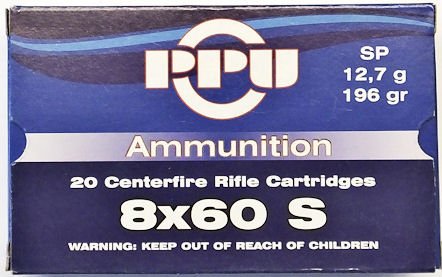 PPU
SP
12,7 g
196 gr
Ammunition
20 Centerfire Rifle Cartridges
8x60 S
WARNING: KEEP OUT OF REACH OF CHILDREN